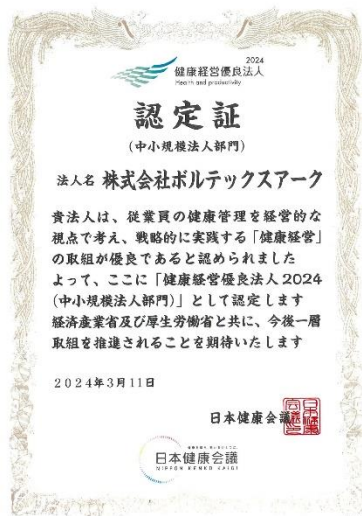 2024
健康経営優良法人
Health and productivity
認定証
(中小規模法人部門)
法人名 株式会社ボルテックスアーク
貴法人は、従業員の健康管理を経営的な
視点で考え、戦略的に実践する「健康経営」
の取組が優良であると認められました
よって、ここに「健康経営優良法人2024
(中小規模法人部門)」として認定します
経済産業省及び厚生労働省と共に、今後一層
取組を推進されることを期待いたします
2024年3月11日
日本健康会議
日本健康会議
NIPPON KENKO KAIGI